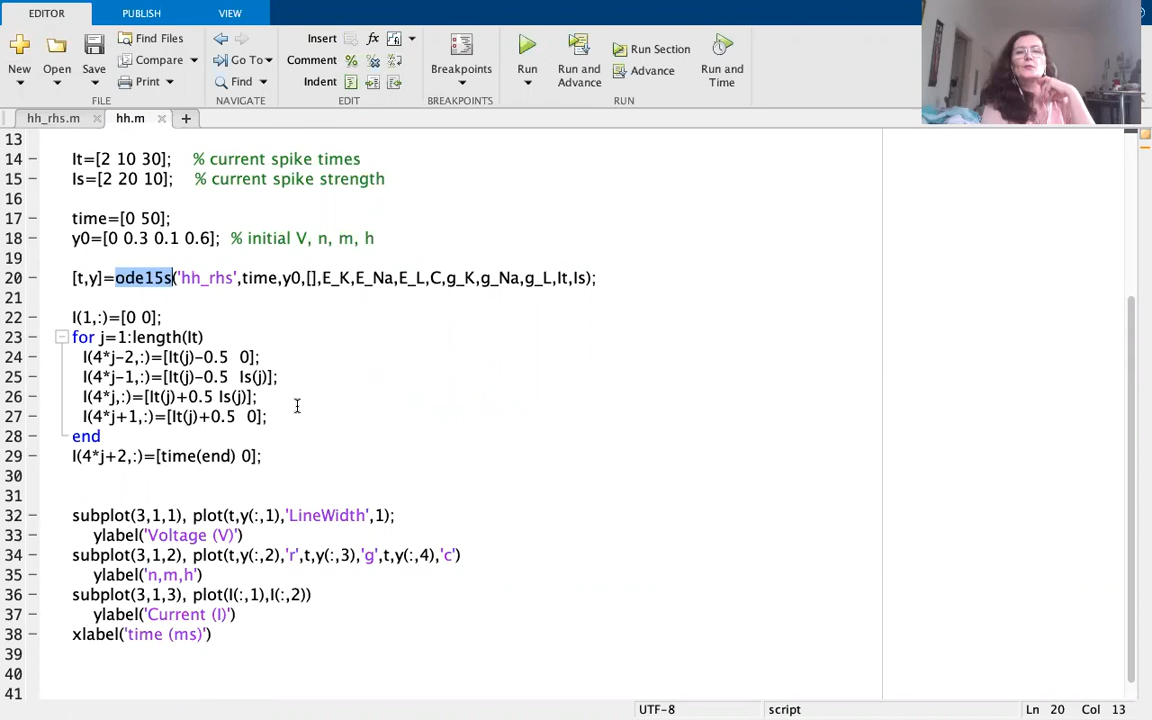 EDITOR PUBLISH VIEW
New Open Save Find Files Compare Print
FILE
Go To Find
NAVIGATE
Insert fx
Comment % %
Indent
EDIT
Breakpoints
BREAKPOINTS
Run Run and Advance Run Section Advance Run and Time
RUN
hh_rhs.m × hh.m × +
13
14 – It=[2 10 30]; % current spike times
15 – Is=[2 20 10]; % current spike strength
16
17 – time=[0 50];
18 – y0=[0 0.3 0.1 0.6]; % initial V, n, m, h
19
20 – [t,y]=ode15s('hh_rhs',time,y0,[],E_K,E_Na,E_L,C,g_K,g_Na,g_L,It,Is);
21
22 – I(1,:)=[0 0];
23 – for j=1:length(It)
24 – I(4*j-2,:)=[It(j)-0.5 0];
25 – I(4*j-1,:)=[It(j)-0.5 Is(j)];
26 – I(4*j,:)=[It(j)+0.5 Is(j)];
27 – I(4*j+1,:)=[It(j)+0.5 0];
28 – end
29 – I(4*j+2,:)=[time(end) 0];
30
31
32 – subplot(3,1,1), plot(t,y(:,1),'LineWidth',1);
33 – ylabel('Voltage (V)')
34 – subplot(3,1,2), plot(t,y(:,2),'r',t,y(:,3),'g',t,y(:,4),'c')
35 – ylabel('n,m,h')
36 – subplot(3,1,3), plot(I(:,1),I(:,2))
37 – ylabel('Current (I)')
38 – xlabel('time (ms)')
39
40
41
UTF-8 script Ln 20 Col 13